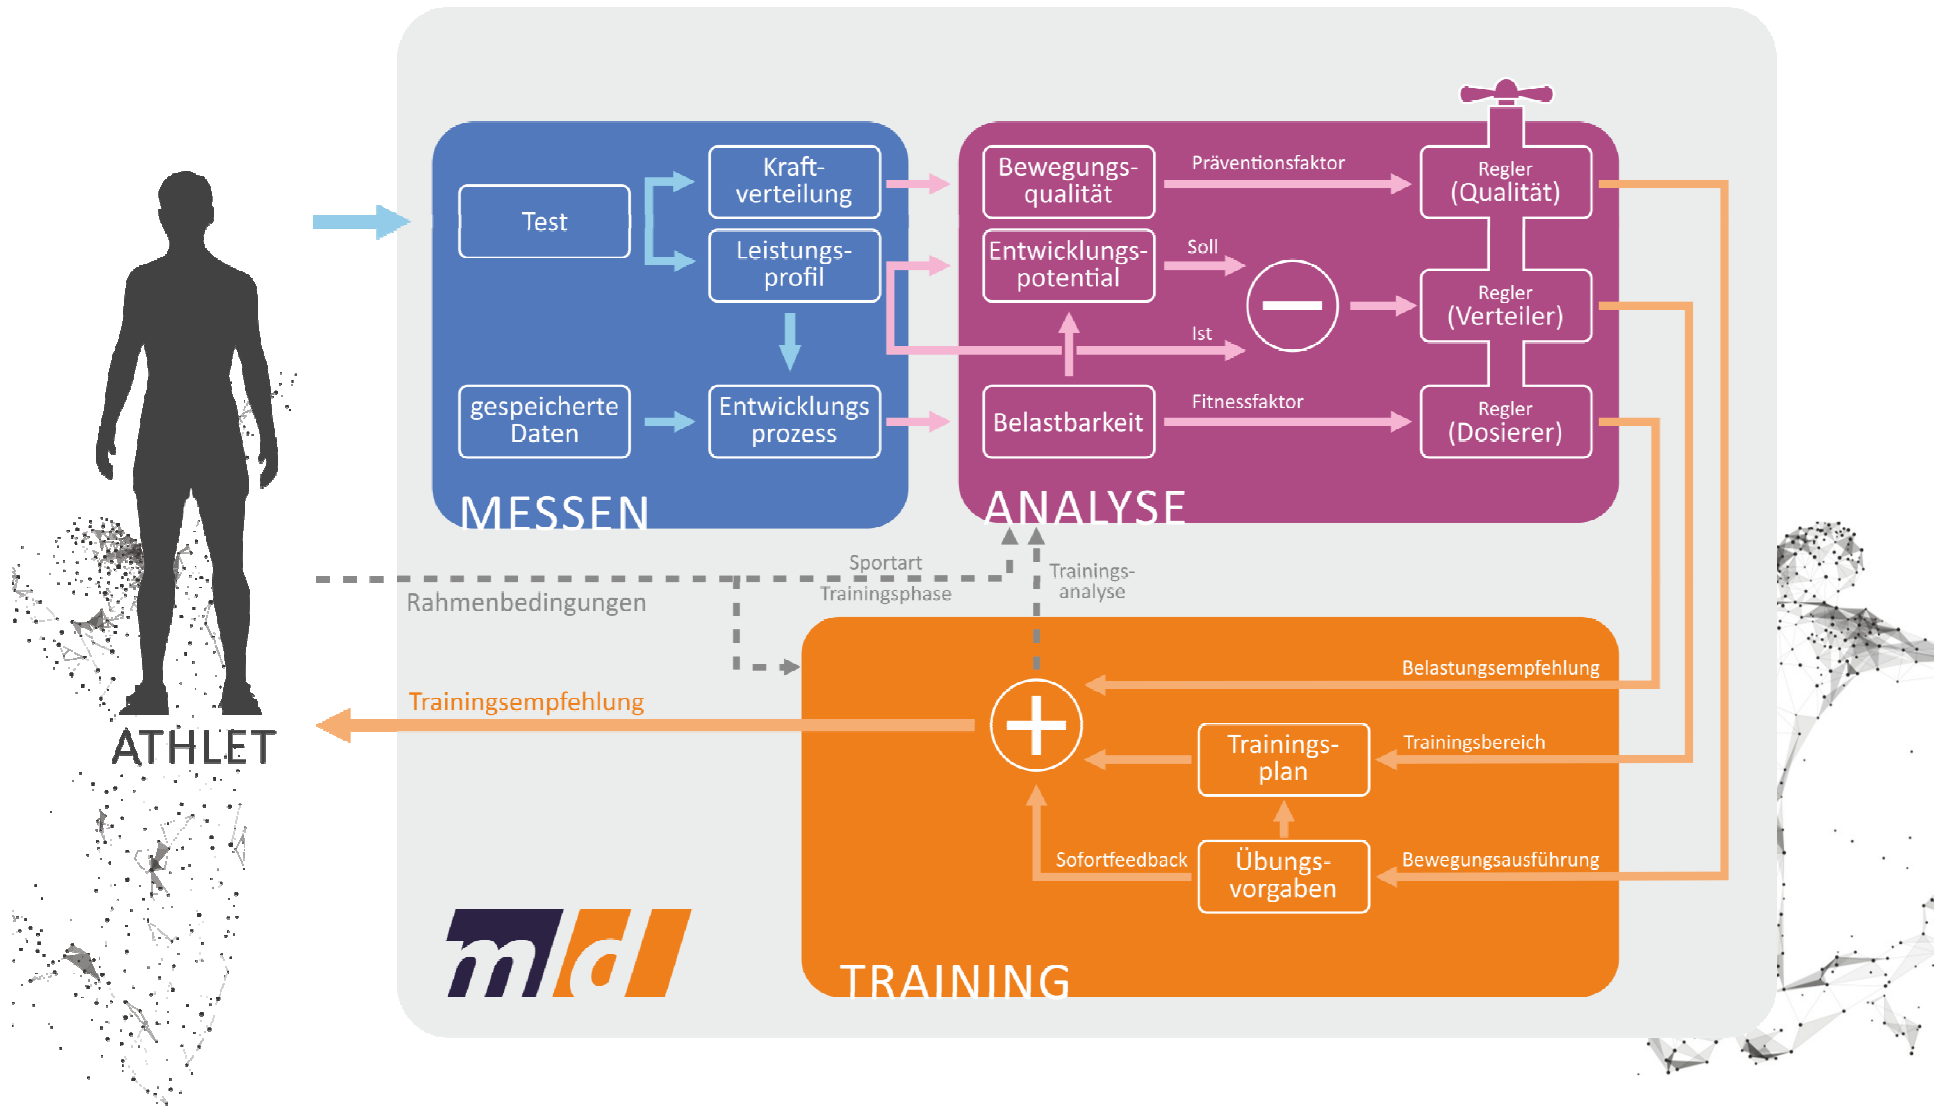 Kraft-
verteilung
Test
Leistungs-
profil
gespeicherte
Daten
Entwicklungs
prozess
MESSEN
Bewegungs-
qualität
Präventionsfaktor
Regler
(Qualität)
Entwicklungs-
potential
Soll
Ist
Regler
(Verteiler)
Belastbarkeit
Fitnessfaktor
Regler
(Dosierer)
ANALYSE
Sportart
Trainingsphase
Rahmenbedingungen
Trainings-
analyse
Trainingsempfehlung
ATHLET
Belastungsempfehlung
Trainings-
plan
Trainingsbereich
Sofortfeedback
Übungs-
vorgaben
Bewegungsausführung
TRAINING
md